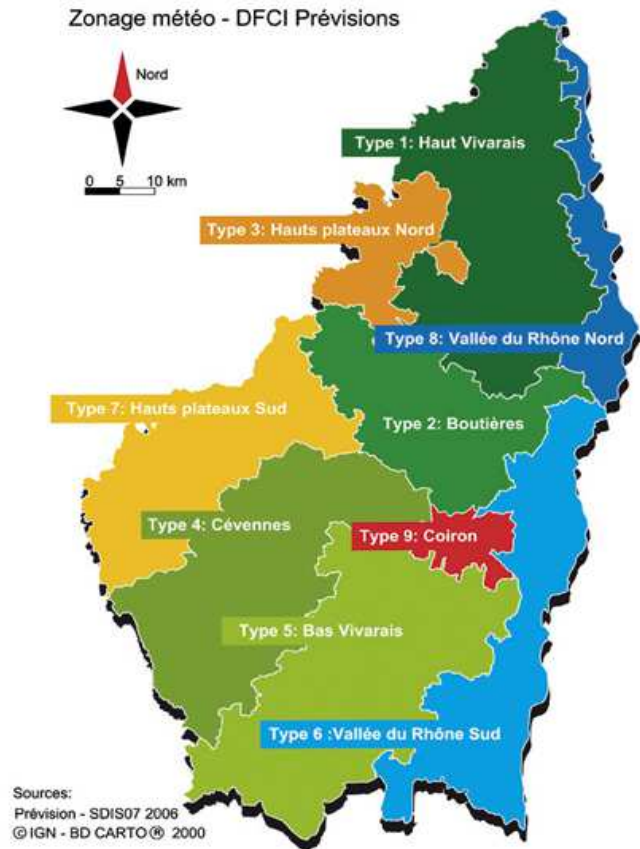 Zonage météo - DFCI Prévisions
Nord
0 5 10 km
Type 1: Haut Vivarais
Type 3: Hauts plateaux Nord
Type 8: Vallée du Rhône Nord
Type 7: Hauts plateaux Sud
Type 2: Boutières
Type 4: Cévennes
Type 9: Coiron
Type 5: Bas Vivarais
Type 6 :Vallée du Rhône Sud
Sources:
Prévision - SDIS07 2006
© IGN - BD CARTO ® 2000